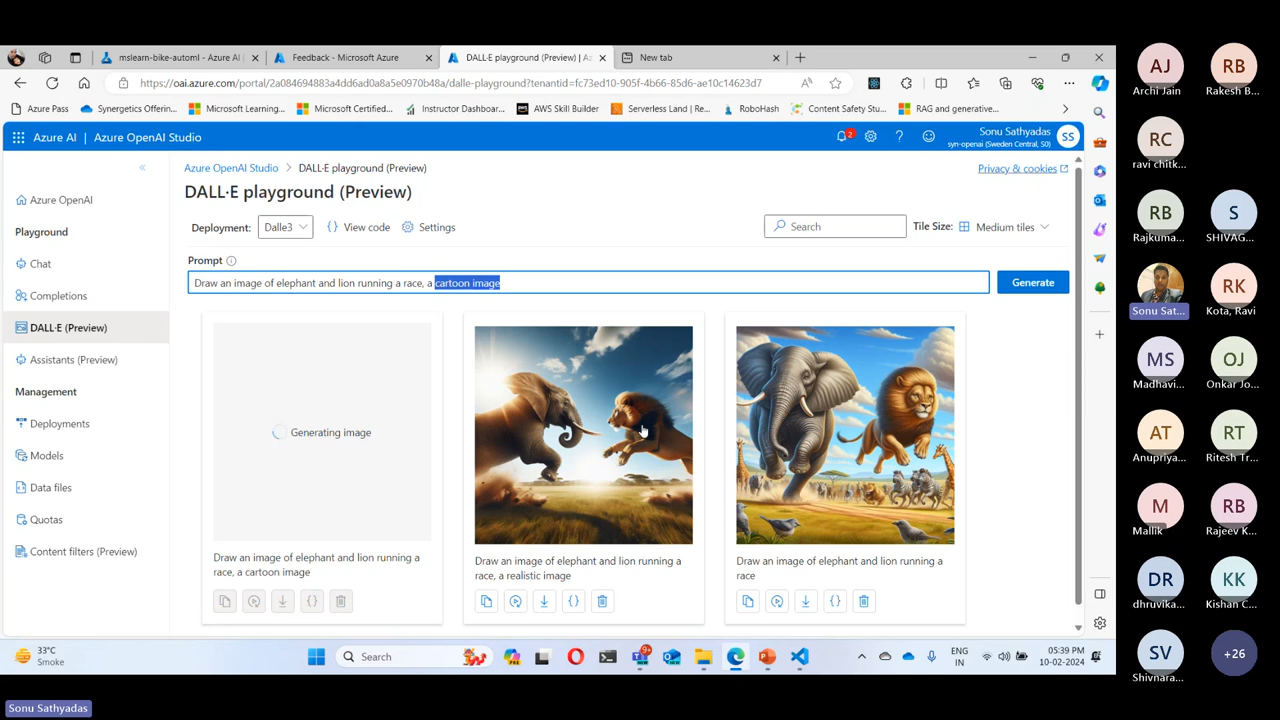 mslearn-bike-automl - Azure AI |
Feedback - Microsoft Azure
DALL·E playground (Preview) | Az
New tab
https://oai.azure.com/portal/2a084694883a4dd6ad0a8a5e0970b48a/dalle-playground?tenantid=fc73ed10-905f-4b66-85d6-ae10c14623d7
Azure Pass
Synergetics Offerin...
Microsoft Learning...
Microsoft Certified...
Instructor Dashboar...
AWS Skill Builder
Serverless Land | Re...
RoboHash
Content Safety Stu...
RAG and generative...
Azure AI | Azure OpenAI Studio
2
Sonu Sathyadas
syn-openai (Sweden Central, S0)
SS
Azure OpenAI Studio
DALL·E playground (Preview)
Privacy & cookies
DALL·E playground (Preview)
Deployment:
Dalle3
View code
Settings
Search
Tile Size:
Medium tiles
Prompt
Draw an image of elephant and lion running a race, a cartoon image
Generate
Azure OpenAI
Playground
Chat
Completions
DALL·E (Preview)
Assistants (Preview)
Management
Deployments
Models
Data files
Quotas
Content filters (Preview)
Generating image
Draw an image of elephant and lion running a
race, a cartoon image
Draw an image of elephant and lion running a
race, a realistic image
Draw an image of elephant and lion running a
race
33°C
Smoke
Search
9+
ENG
IN
05:39 PM
10-02-2024
Sonu Sathyadas
AJ
Archi Jain
RB
Rakesh B...
RC
ravi chitk...
RB
Rajkuma...
S
SHIVAG...
Sonu Sat...
RK
Kota, Ravi
MS
Madhavi...
OJ
Onkar Jo...
AT
Anupriya...
RT
Ritesh Tr...
M
Mallik
RB
Rajeev K...
DR
dhruvika...
KK
Kishan C...
SV
Shivnara...
+26